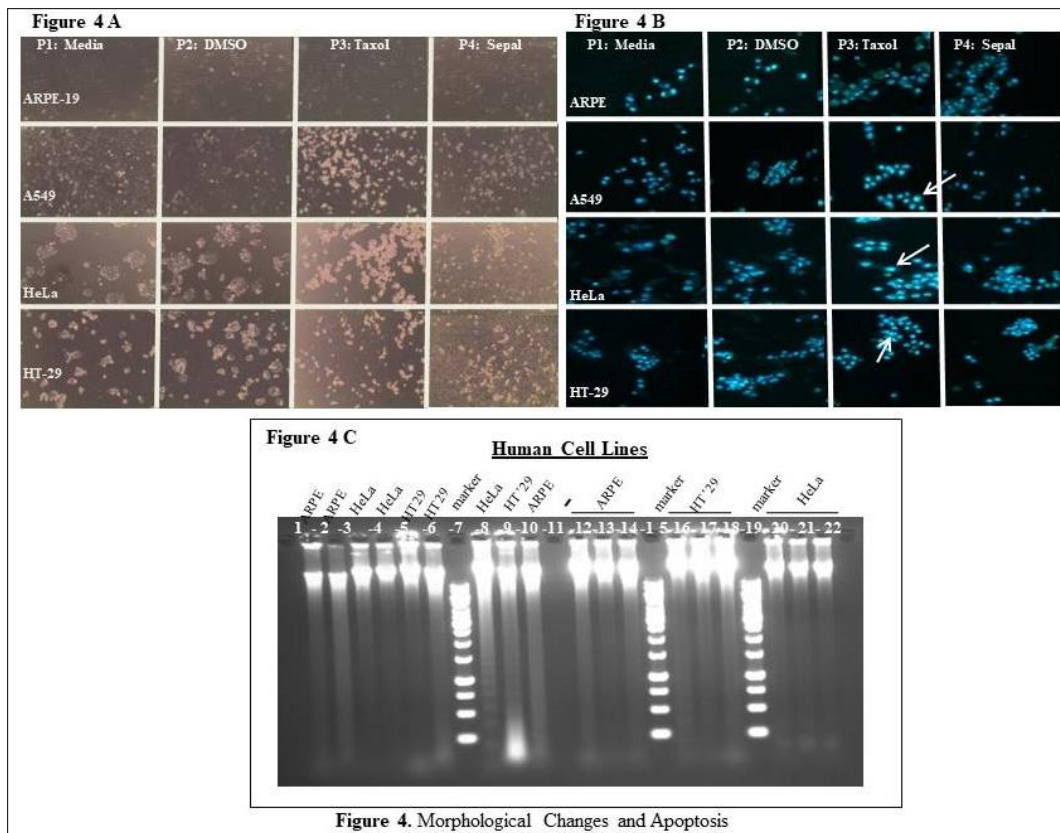 Figure 4 A
P1: Media P2: DMSO P3: Taxol P4: Sepal
ARPE-19
A549
HeLa
HT-29
Figure 4 B
P1: Media P2: DMSO P3: Taxol P4: Sepal
ARPE
A549
HeLa
HT-29
Figure 4 C
Human Cell Lines
ARPE ARPE HeLa HeLa HT29 HT29 marker HeLa HT'29 ARPE - ARPE marker HT'29 marker HeLa
1 - 2 -3 -4 -5 -6 -7 -8 -9 -10 -11 -12 -13 -14 -1 5 -16 -17 -18 -19 -20 -21 -22
Figure 4. Morphological Changes and Apoptosis